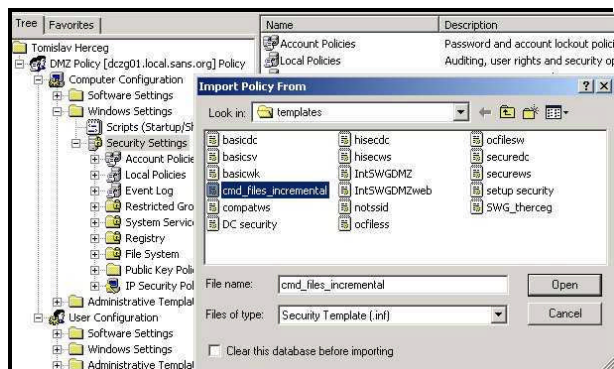 Tree Favorites
Name Description
Tomislav Herceg
DMZ Policy [dczg01.local.sans.org] Policy
Computer Configuration
Software Settings
Windows Settings
Scripts (Startup/Sh
Security Settings
Account Policie
Local Policies
Event Log
Restricted Gro
System Service
Registry
File System
Public Key Poli
IP Security Pol
Administrative Templat
User Configuration
Software Settings
Windows Settings
Administrative Templat
Account Policies Password and account lockout polici
Local Policies Auditing, user rights and security op
Import Policy From
Look in: templates
basicdc
basicsv
basicwk
cmd_files_incremental
compatws
DC security
hisecdc
hisecws
IntSWGDMZ
IntSWGDMZweb
notssid
ocfiless
ocfilesw
securedc
securews
setup security
SWG_therceg
File name: cmd_files_incremental Open
Files of type: Security Template (.inf) Cancel
Clear this database before importing